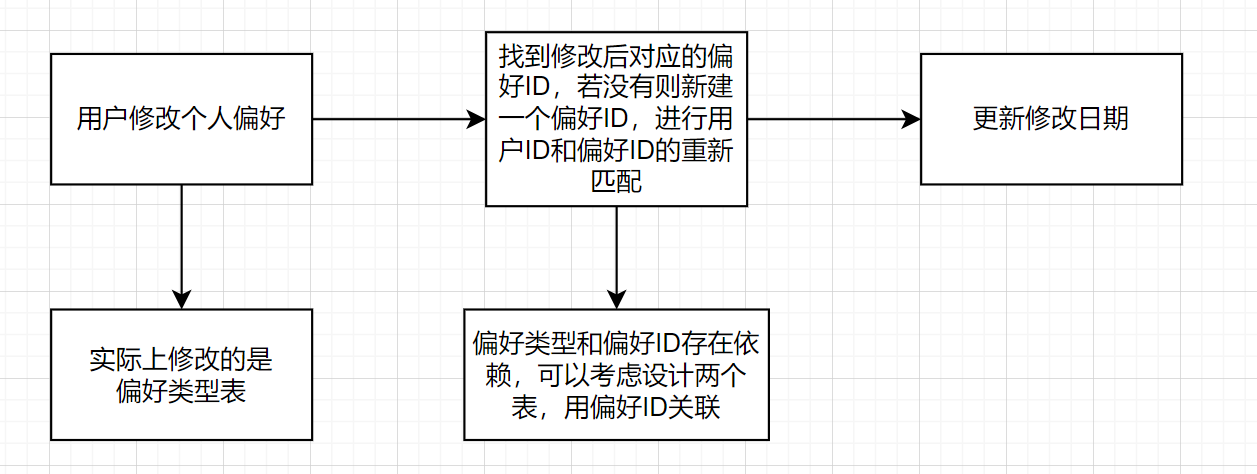 用户修改个人偏好
找到修改后对应的偏
好ID，若没有则新建
一个偏好ID，进行用
户ID和偏好ID的重新
匹配
更新修改日期
实际上修改的是
偏好类型表
偏好类型和偏好ID存在依
赖，可以考虑设计两个
表，用偏好ID关联